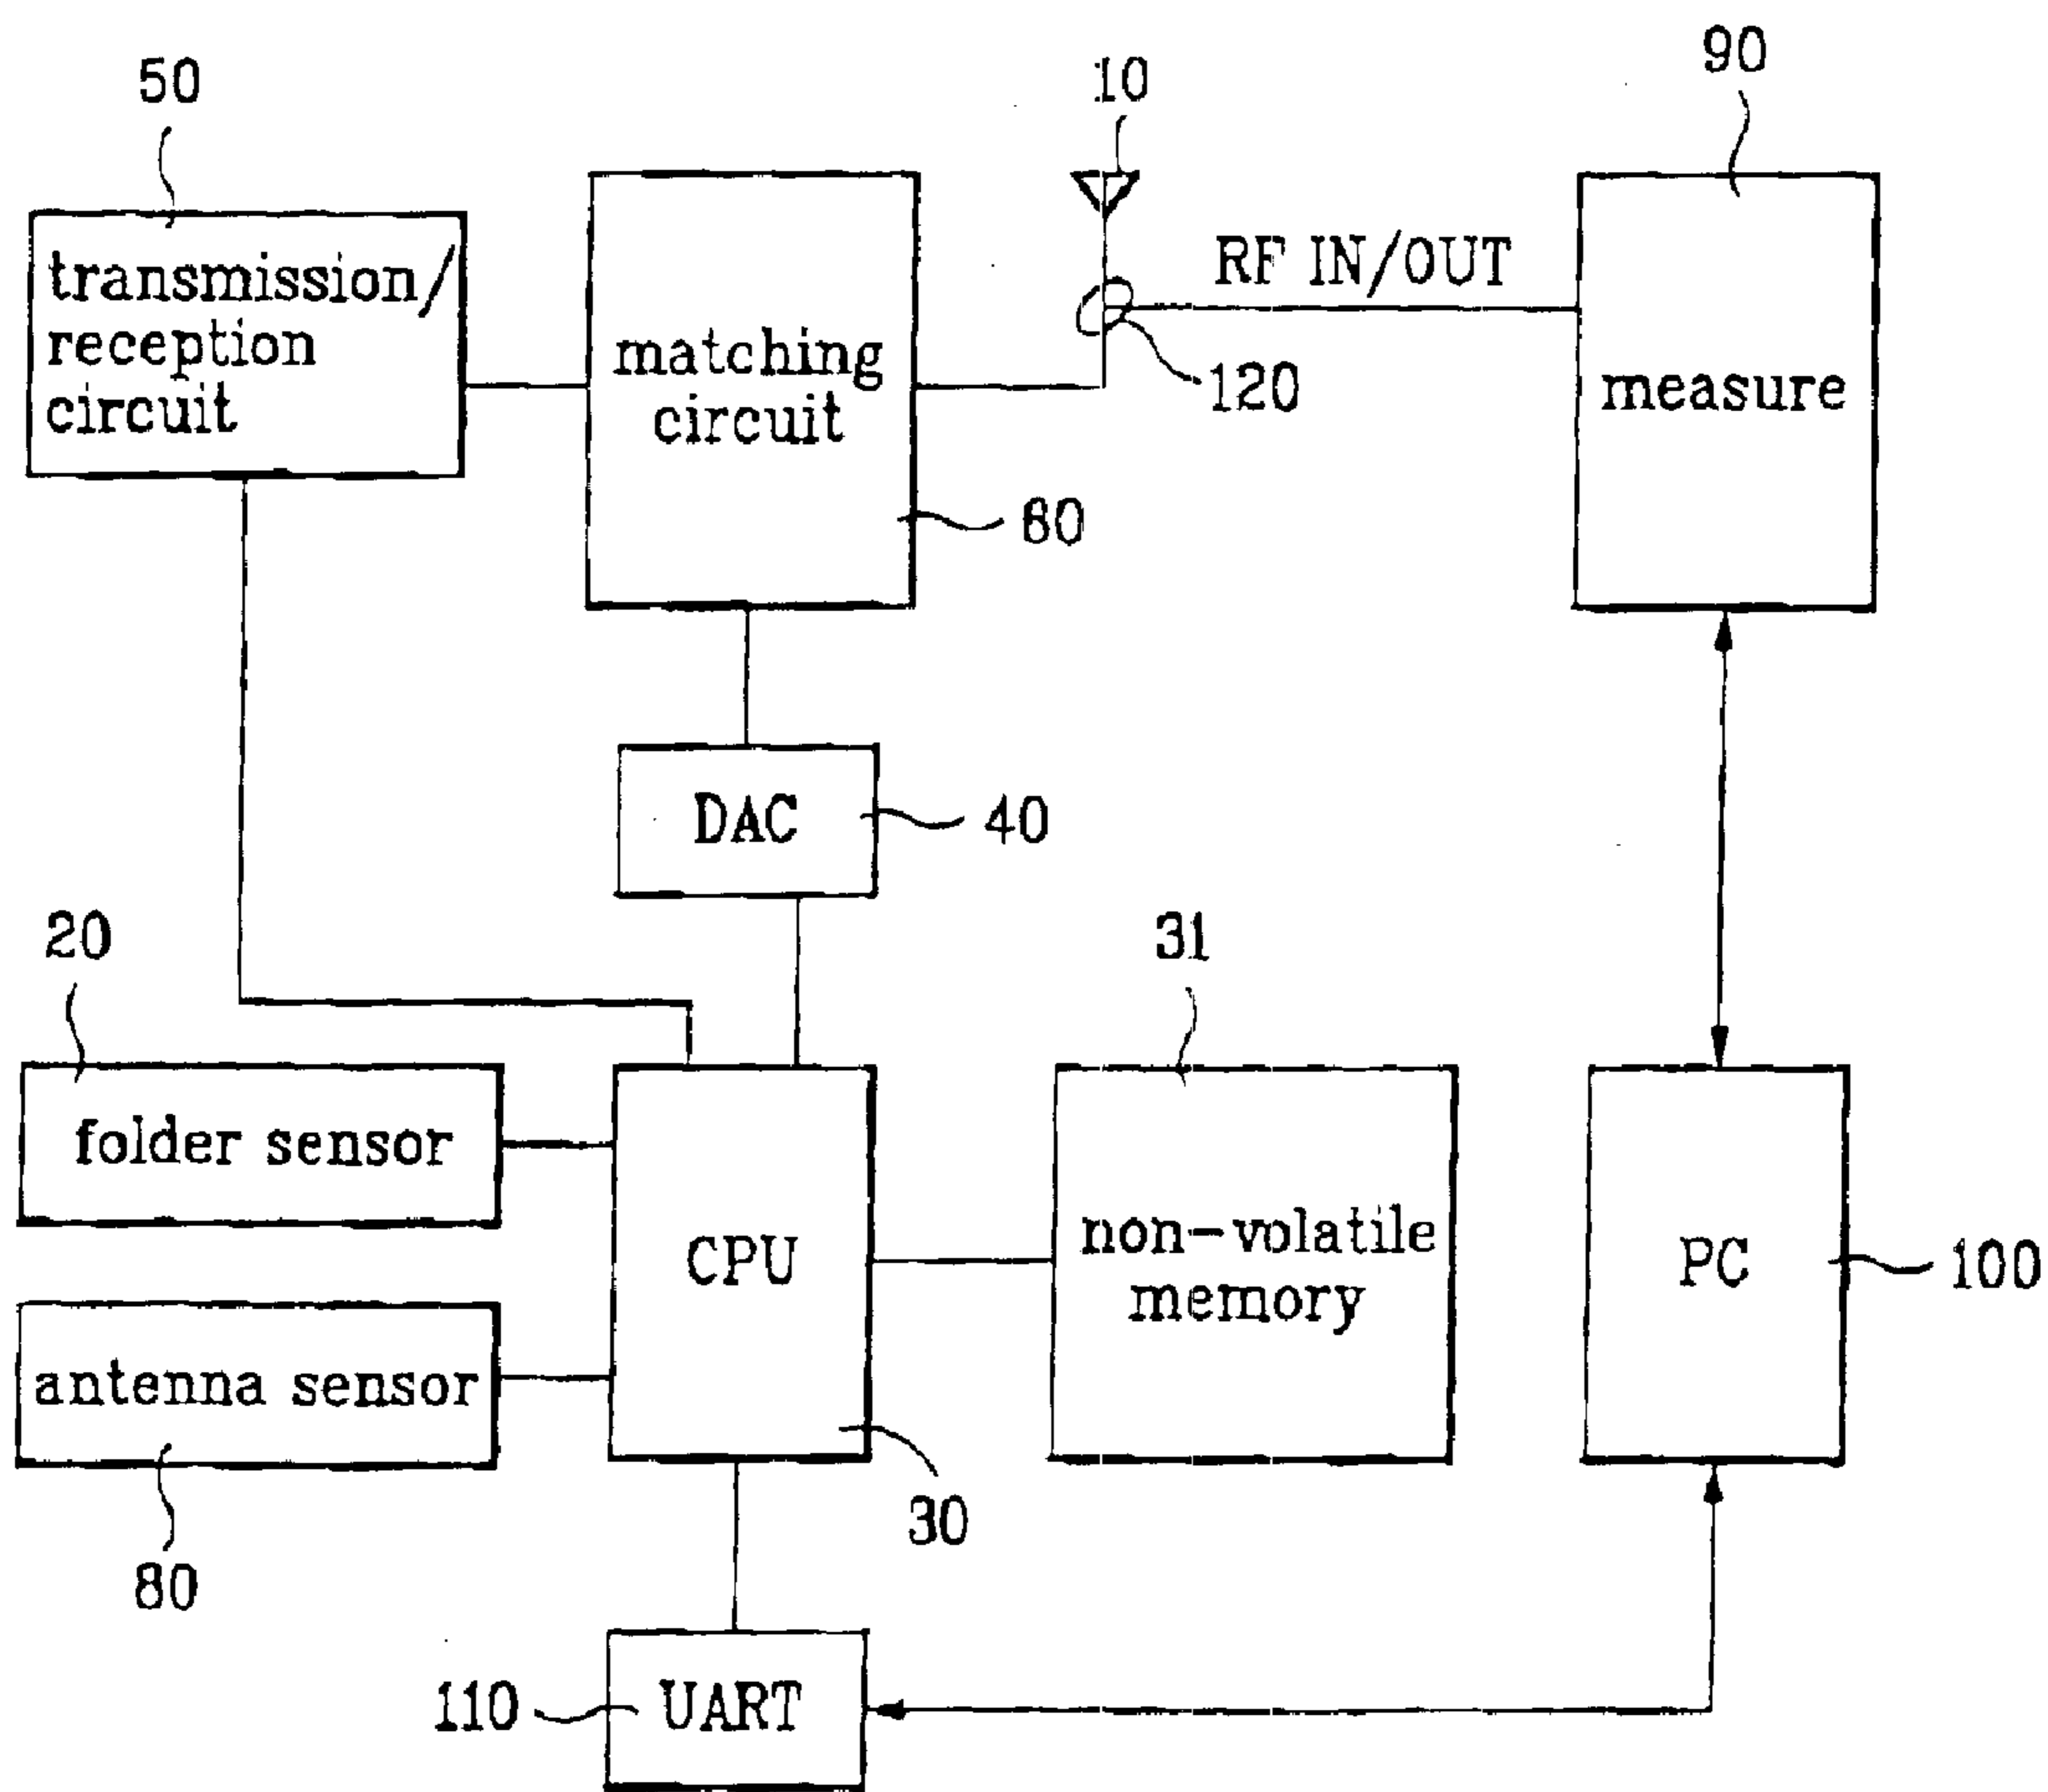 50
10
90
transmission/
reception
circuit
matching
circuit
RF IN/OUT
120
measure
60
DAC
40
20
31
folder sensor
CPU
non-volatile
memory
PC
100
antenna sensor
30
80
110
UART